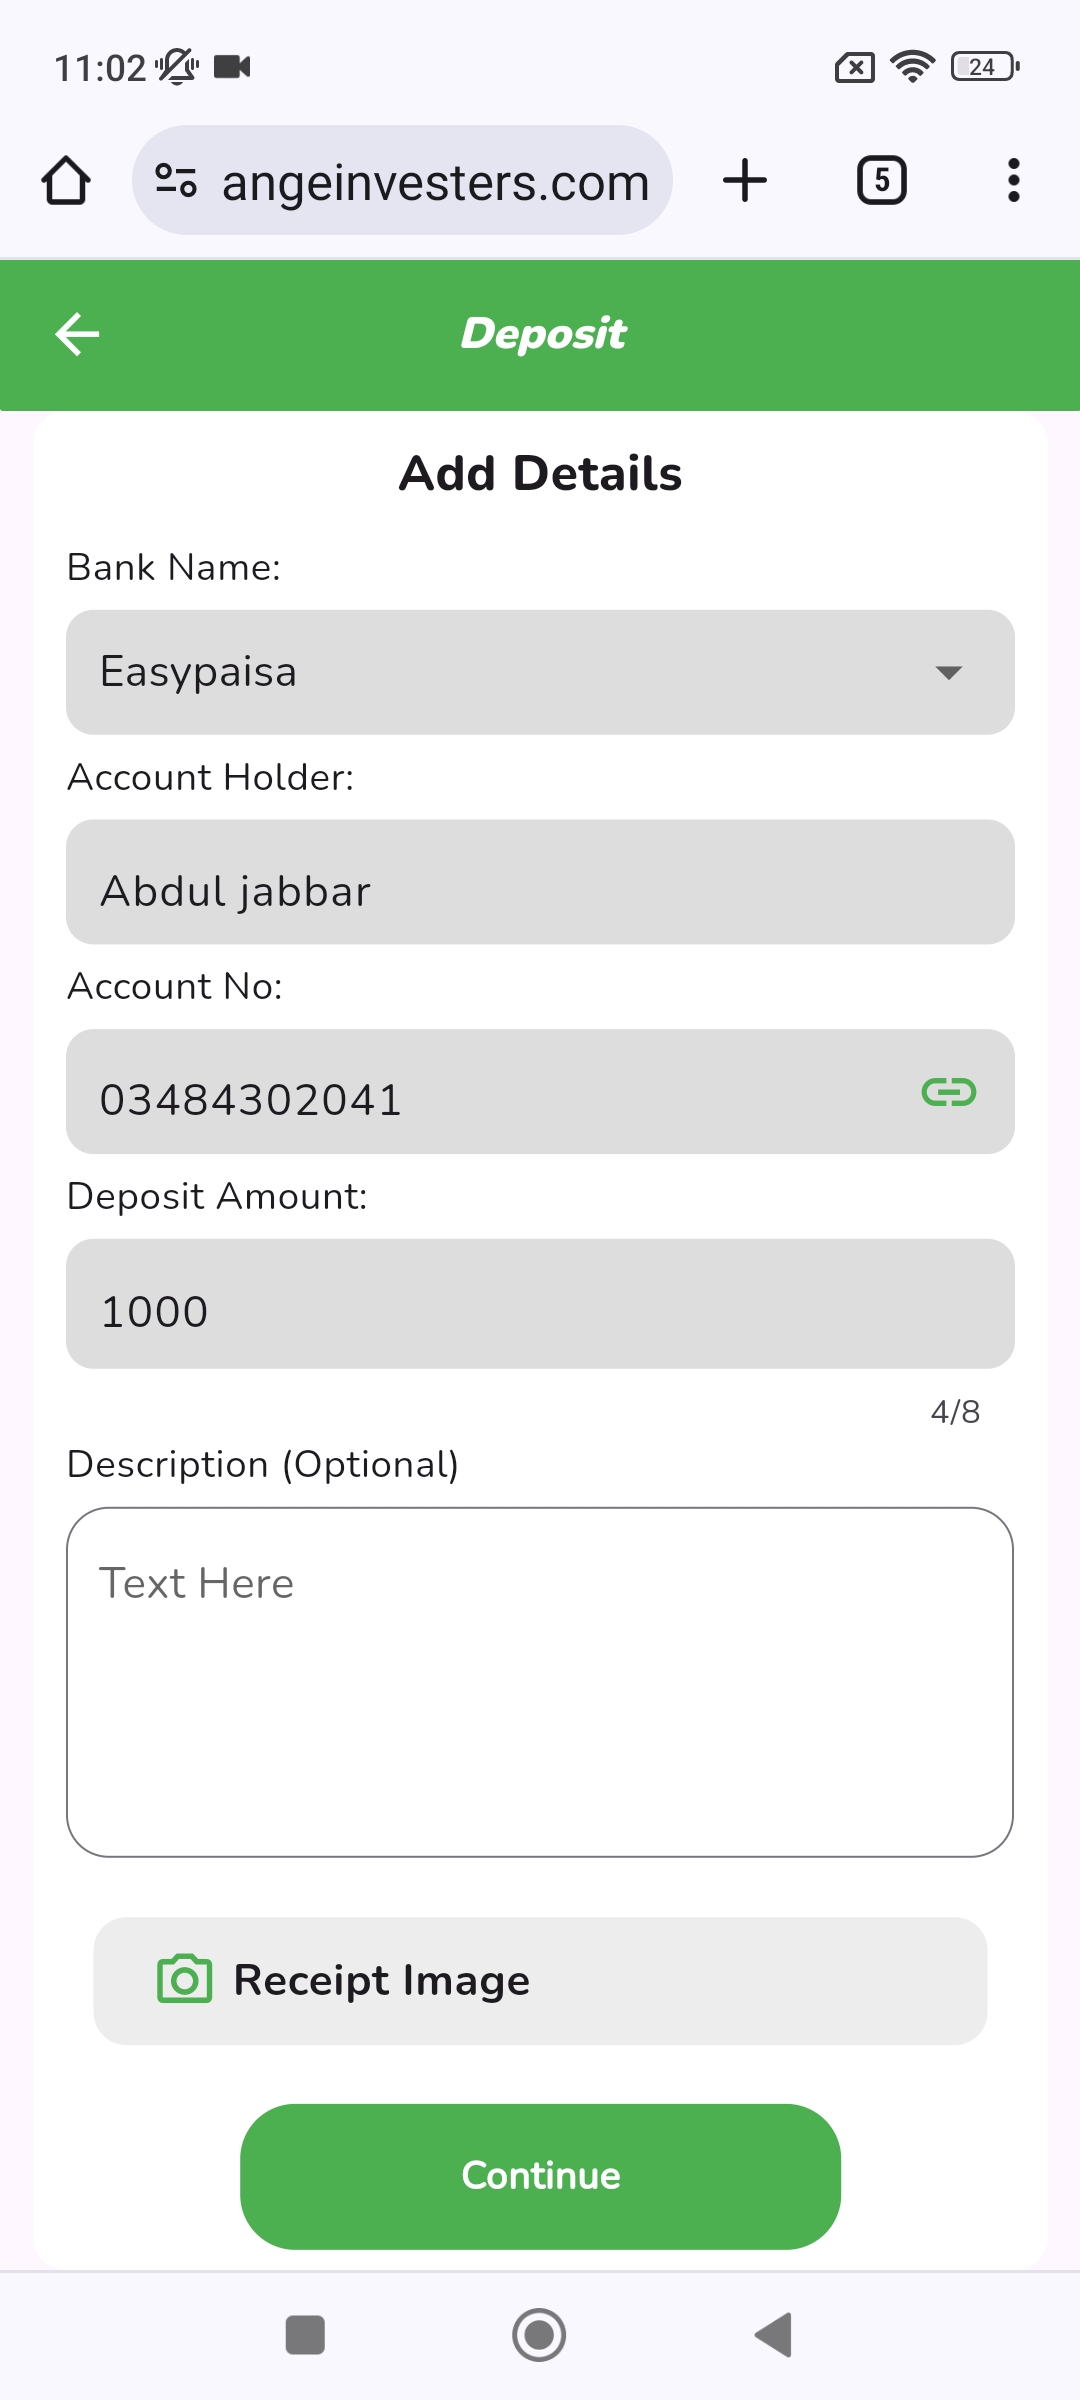 11:02
24
angeinvesters.com
5
Deposit
Add Details
Bank Name:
Easypaisa
Account Holder:
Abdul jabbar
Account No:
03484302041
Deposit Amount:
1000
4/8
Description (Optional)
Text Here
Receipt Image
Continue